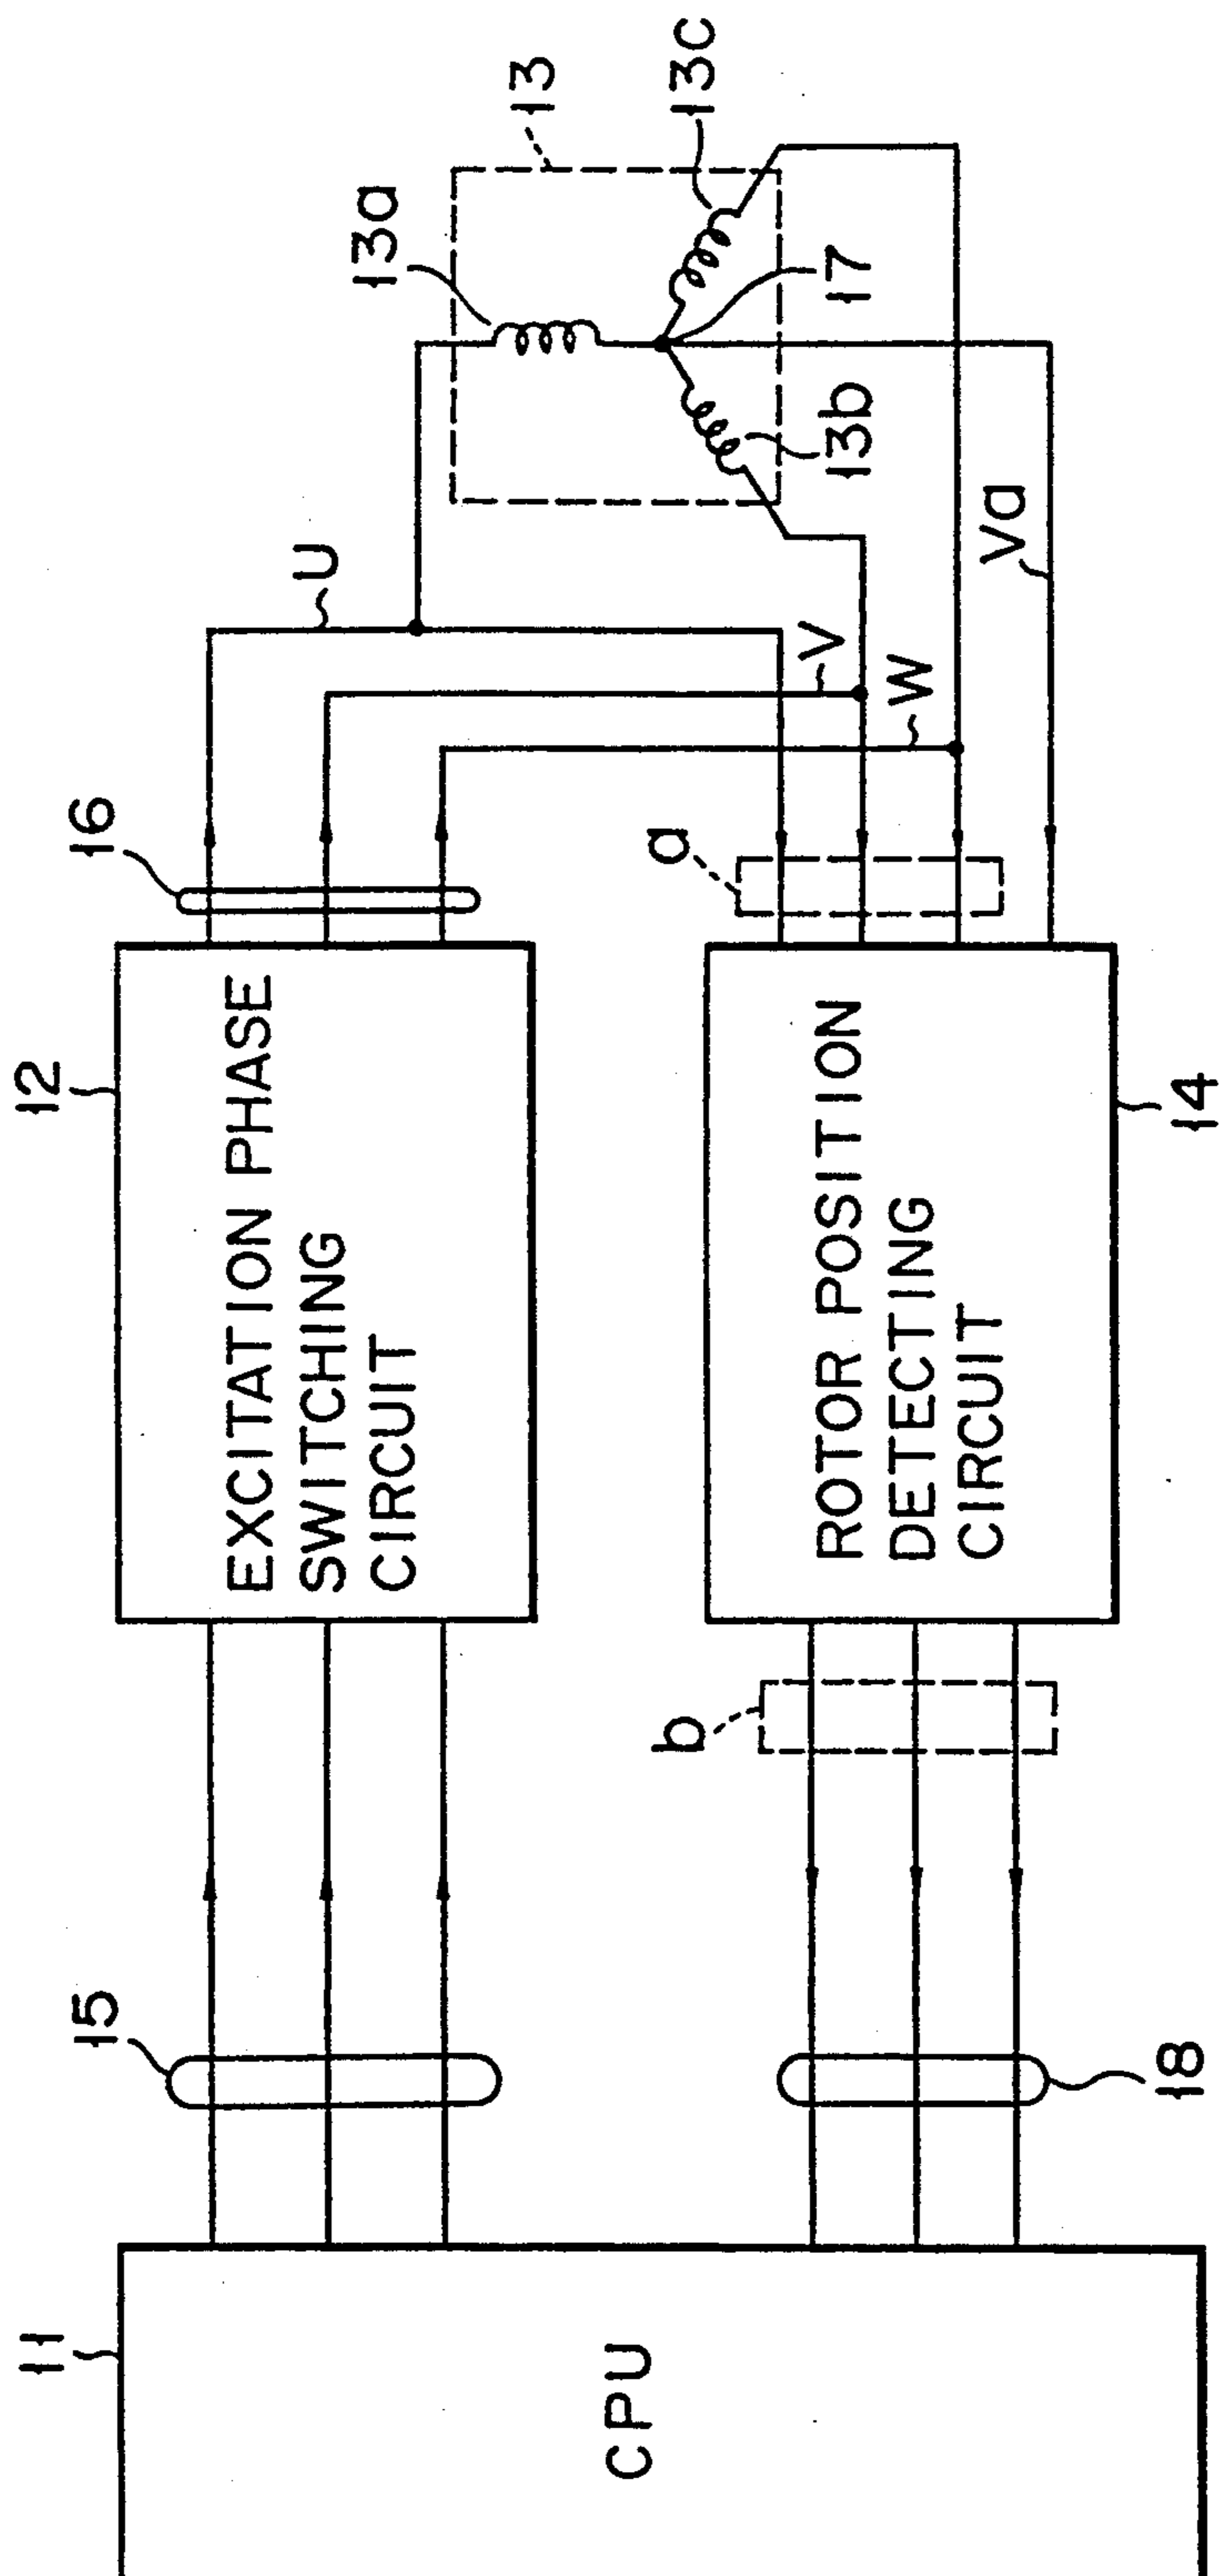 11
CPU
15
18
12
EXCITATION PHASE
SWITCHING
CIRCUIT
b
ROTOR POSITION
DETECTING
CIRCUIT
14
16
a
U
V
W
Va
13
13a
13b
13c
17